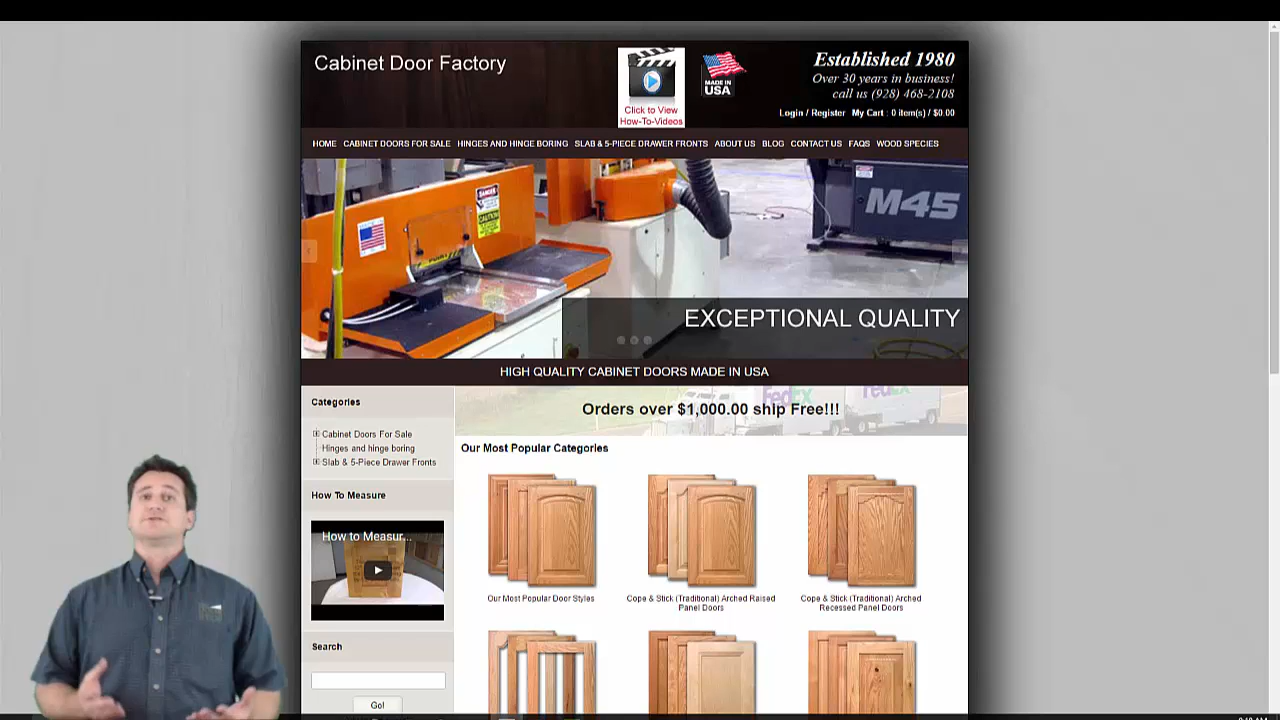 Cabinet Door Factory
Click to View
How-To-Videos
MADE IN
USA
Established 1980
Over 30 years in business!
call us (928) 468-2108
Login / Register My Cart : 0 item(s) / $0.00
HOME CABINET DOORS FOR SALE HINGES AND HINGE BORING SLAB & 5-PIECE DRAWER FRONTS ABOUT US BLOG CONTACT US FAQS WOOD SPECIES
DANGER
CAUTION
M45
EXCEPTIONAL QUALITY
HIGH QUALITY CABINET DOORS MADE IN USA
Categories
Cabinet Doors For Sale
Hinges and hinge boring
Slab & 5-Piece Drawer Fronts
FedEx
FedEx
Orders over $1,000.00 ship Free!!!
Our Most Popular Categories
How To Measure
How to Measur...
Our Most Popular Door Styles
Cope & Stick (Traditional) Arched Raised
Panel Doors
Cope & Stick (Traditional) Arched
Recessed Panel Doors
Search
Go!